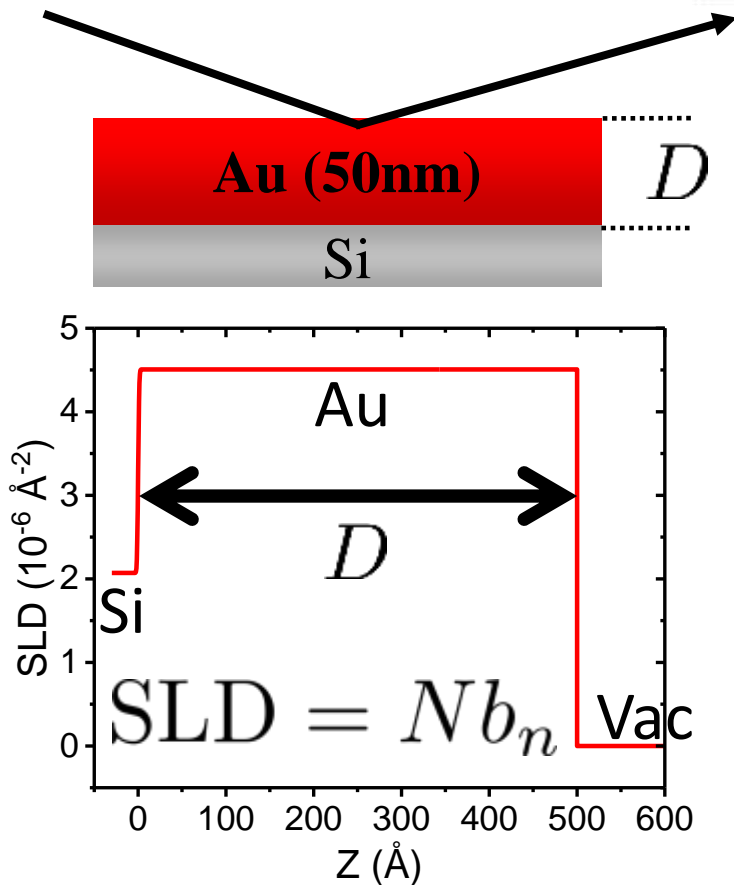 Au (50nm)
D
Si
5
4
3
2
1
0
SLD (10⁻⁶ Å⁻²)
Au
D
Si
SLD = Nbₙ
Vac
0 100 200 300 400 500 600
Z (Å)